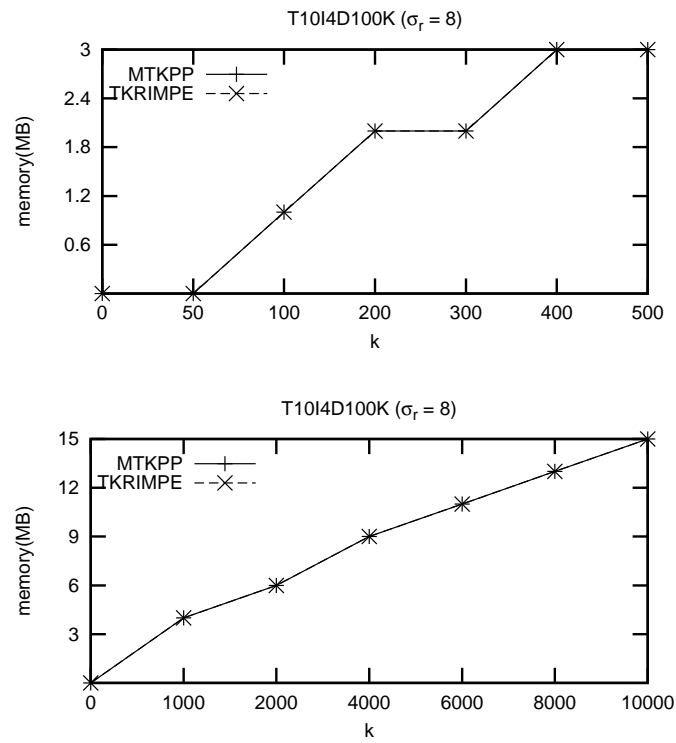 T10I4D100K (σr = 8)
3
2.4
1.8
1.2
0.6
memory(MB)
MTKPP
TKRIMPE
0 50 100 200 300 400 500
k
T10I4D100K (σr = 8)
15
12
9
6
3
memory(MB)
MTKPP
TKRIMPE
0 1000 2000 4000 6000 8000 10000
k